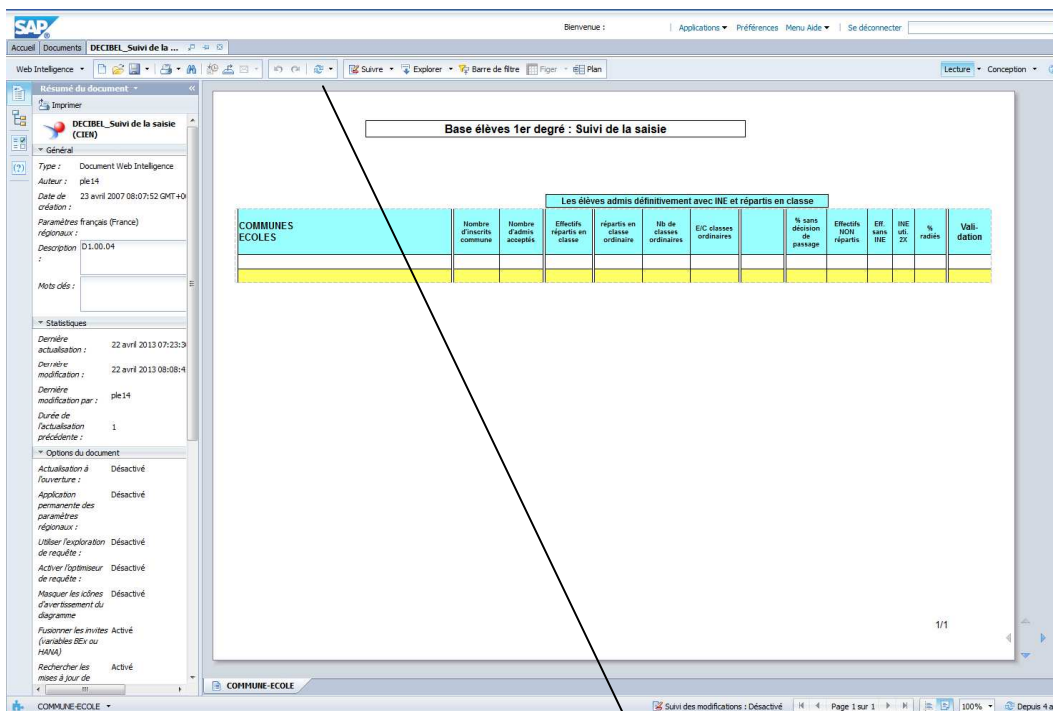 SAP
Bienvenue : | Applications | Préférences Menu Aide | Se déconnecter
Accueil Documents DECIBEL_Suivi de la ...
Web Intelligence Suivre Explorer Barre de filtre Figer Plan Lecture Conception
Résumé du document
Imprimer
DECIBEL_Suivi de la saisie (CIEN)
Général
Type : Document Web Intelligence
Auteur : ple14
Date de création : 23 avril 2007 08:07:52 GMT+0
Paramètres régionaux : français (France)
Description : D1.00.04
Mots clés :
Statistiques
Dernière actualisation : 22 avril 2013 07:23:3
Dernière modification : 22 avril 2013 08:08:4
Dernière modification par : ple14
Durée de l'actualisation précédente : 1
Options du document
Actualisation à l'ouverture : Désactivé
Application permanente des paramètres régionaux : Désactivé
Utiliser l'exploration de requête : Désactivé
Activer l'optimiseur de requête : Désactivé
Masquer les icônes d'avertissement du diagramme Désactivé
Fusionner les invites (variables BEx ou HANA) Activé
Rechercher les mises à jour de Activé
Base élèves 1er degré : Suivi de la saisie
Les élèves admis définitivement avec INE et répartis en classe
COMMUNES ECOLES
Nombre d'inscrits commune
Nombre d'admis acceptés
Effectifs répartis en classe
répartis en classe ordinaire
Nb de classes ordinaires
E/C classes ordinaires
% sans décision de passage
Effectifs NON répartis
Eff. sans INE
INE uti. 2X
% radiés
Vali-dation
1/1
COMMUNE-ECOLE
COMMUNE-ECOLE Suivi des modifications : Désactivé Page 1 sur 1 100% Depuis 4 a